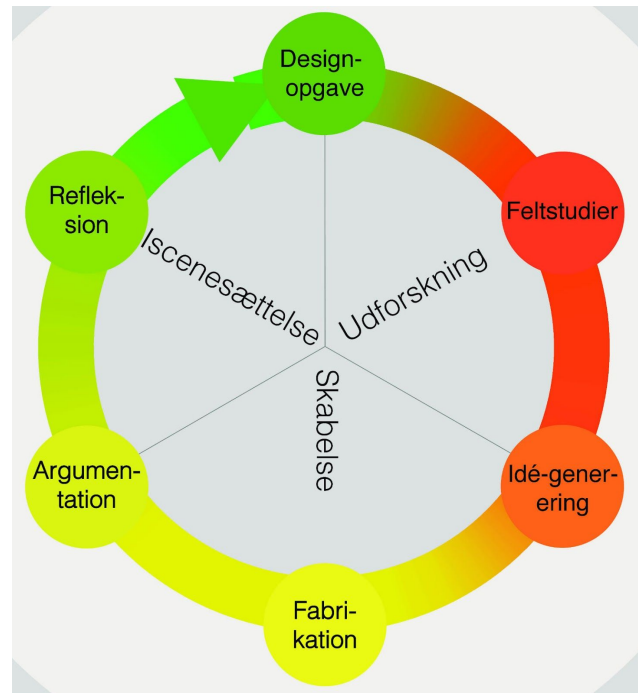 Design-
opgave
Feltstudier
Idé-gener-
ering
Fabri-
kation
Argumen-
tation
Reflek-
sion
Iscenesættelse
Udforskning
Skabelse